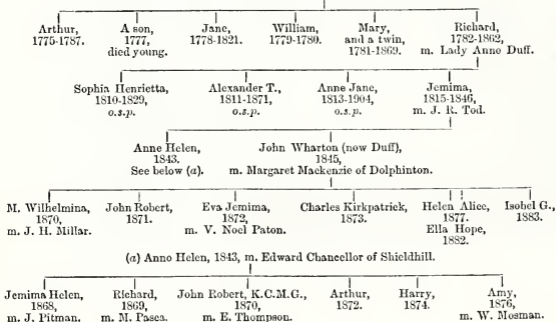 Arthur, A son, Jane, William, Mary, Richard,
1775-1787. 1777, 1778-1821. 1779-1780. and a twin, 1782-1862,
died young. 1781-1869. m. Lady Anne Duff.
Sophia Henrietta, Alexander T., Anne Jane, Jemima,
1810-1829, 1811-1871, 1813-1904, 1815-1846,
o.s.p. o.s.p. o.s.p. m. J. R. Tod.
Anne Helen, John Wharton (now Duff),
1843. 1845,
See below (a). m. Margaret Mackenzie of Dolphinton.
M. Wilhelmina, John Robert, Eva Jemima, Charles Kirkpatrick, Helen Alice, Isobel G.,
1870, 1871. 1872, 1873. 1877. 1883.
m. J. H. Millar. m. V. Noel Paton. Ella Hope,
1882.
(a) Anno Helen, 1843, m. Edward Chancellor of Shieldhill.
Jemima Helen, Richard, John Robert, K.C.M.G., Arthur, Harry, Amy,
1868, 1869, 1870, 1872. 1874. 1876,
m. J. Pitman. m. M. Pasea. m. E. Thompson. m. W. Mosman.